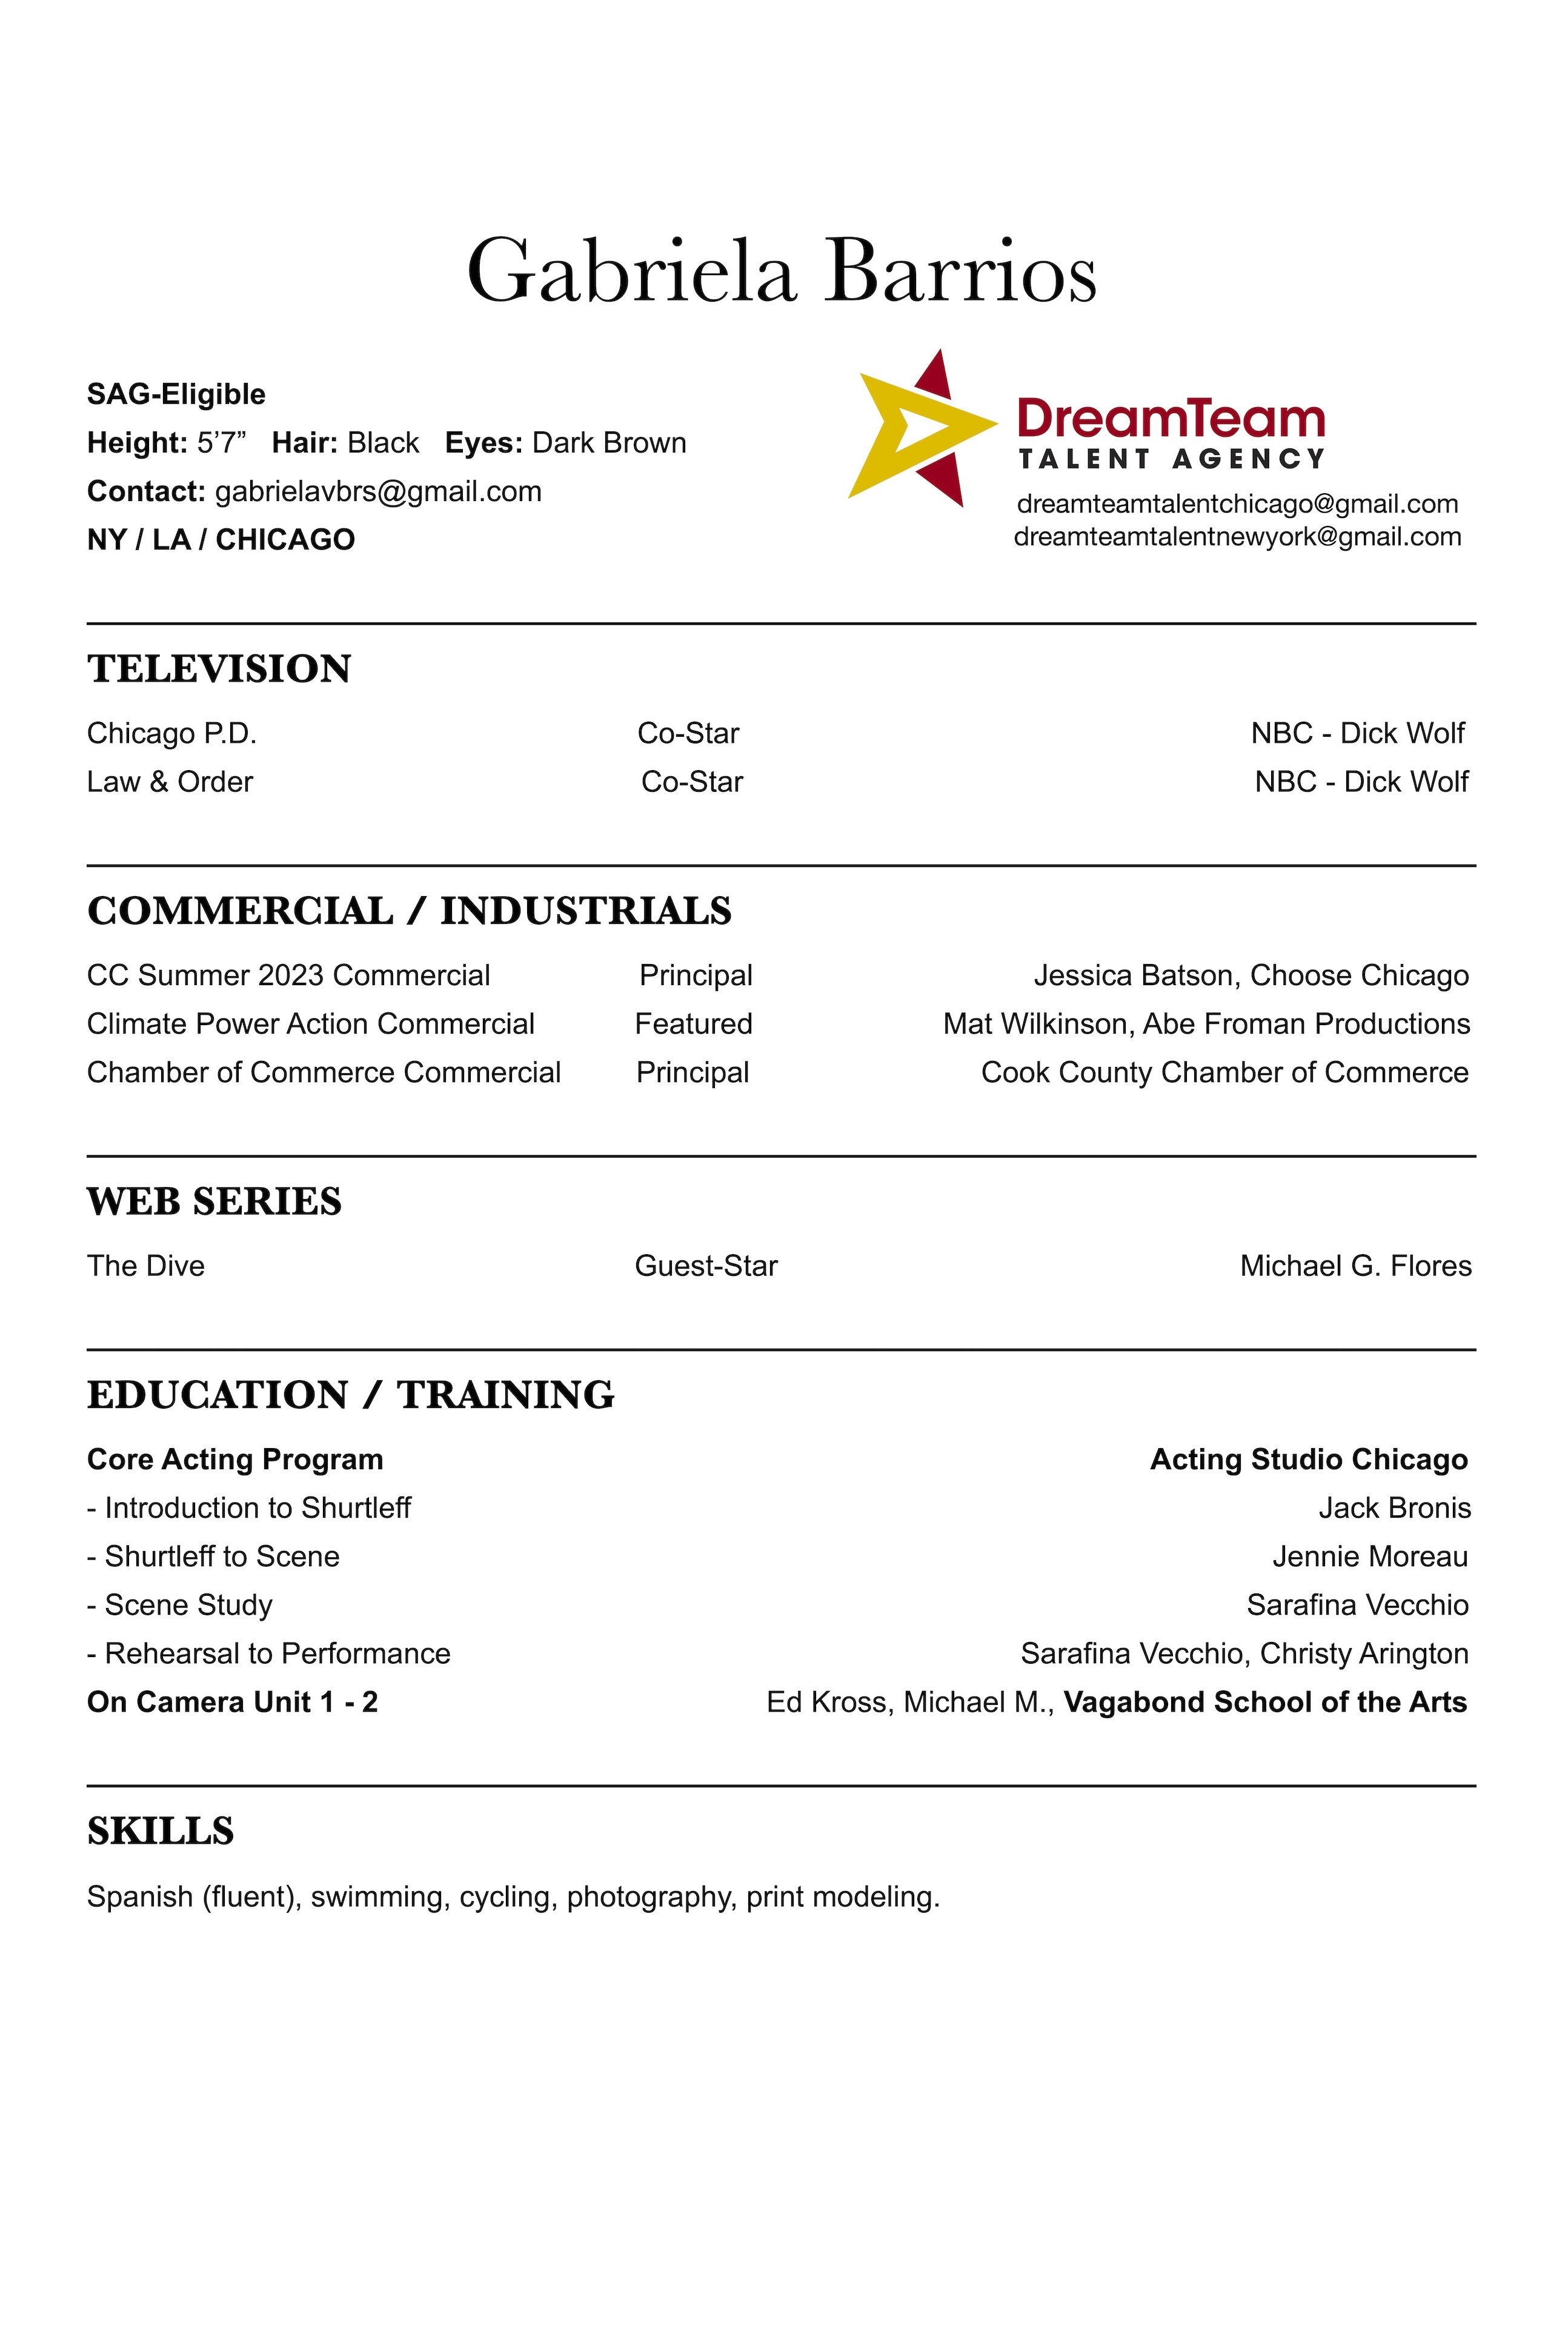 Gabriela Barrios
SAG-Eligible
Height: 5’7” Hair: Black Eyes: Dark Brown
Contact: gabrielavbrs@gmail.com
NY / LA / CHICAGO
DreamTeam
TALENT AGENCY
dreamteamtalentchicago@gmail.com
dreamteamtalentnewyork@gmail.com
TELEVISION
Chicago P.D. Co-Star NBC - Dick Wolf
Law & Order Co-Star NBC - Dick Wolf
COMMERCIAL / INDUSTRIALS
CC Summer 2023 Commercial Principal Jessica Batson, Choose Chicago
Climate Power Action Commercial Featured Mat Wilkinson, Abe Froman Productions
Chamber of Commerce Commercial Principal Cook County Chamber of Commerce
WEB SERIES
The Dive Guest-Star Michael G. Flores
EDUCATION / TRAINING
Core Acting Program Acting Studio Chicago
- Introduction to Shurtleff Jack Bronis
- Shurtleff to Scene Jennie Moreau
- Scene Study Sarafina Vecchio
- Rehearsal to Performance Sarafina Vecchio, Christy Arington
On Camera Unit 1 - 2 Ed Kross, Michael M., Vagabond School of the Arts
SKILLS
Spanish (fluent), swimming, cycling, photography, print modeling.